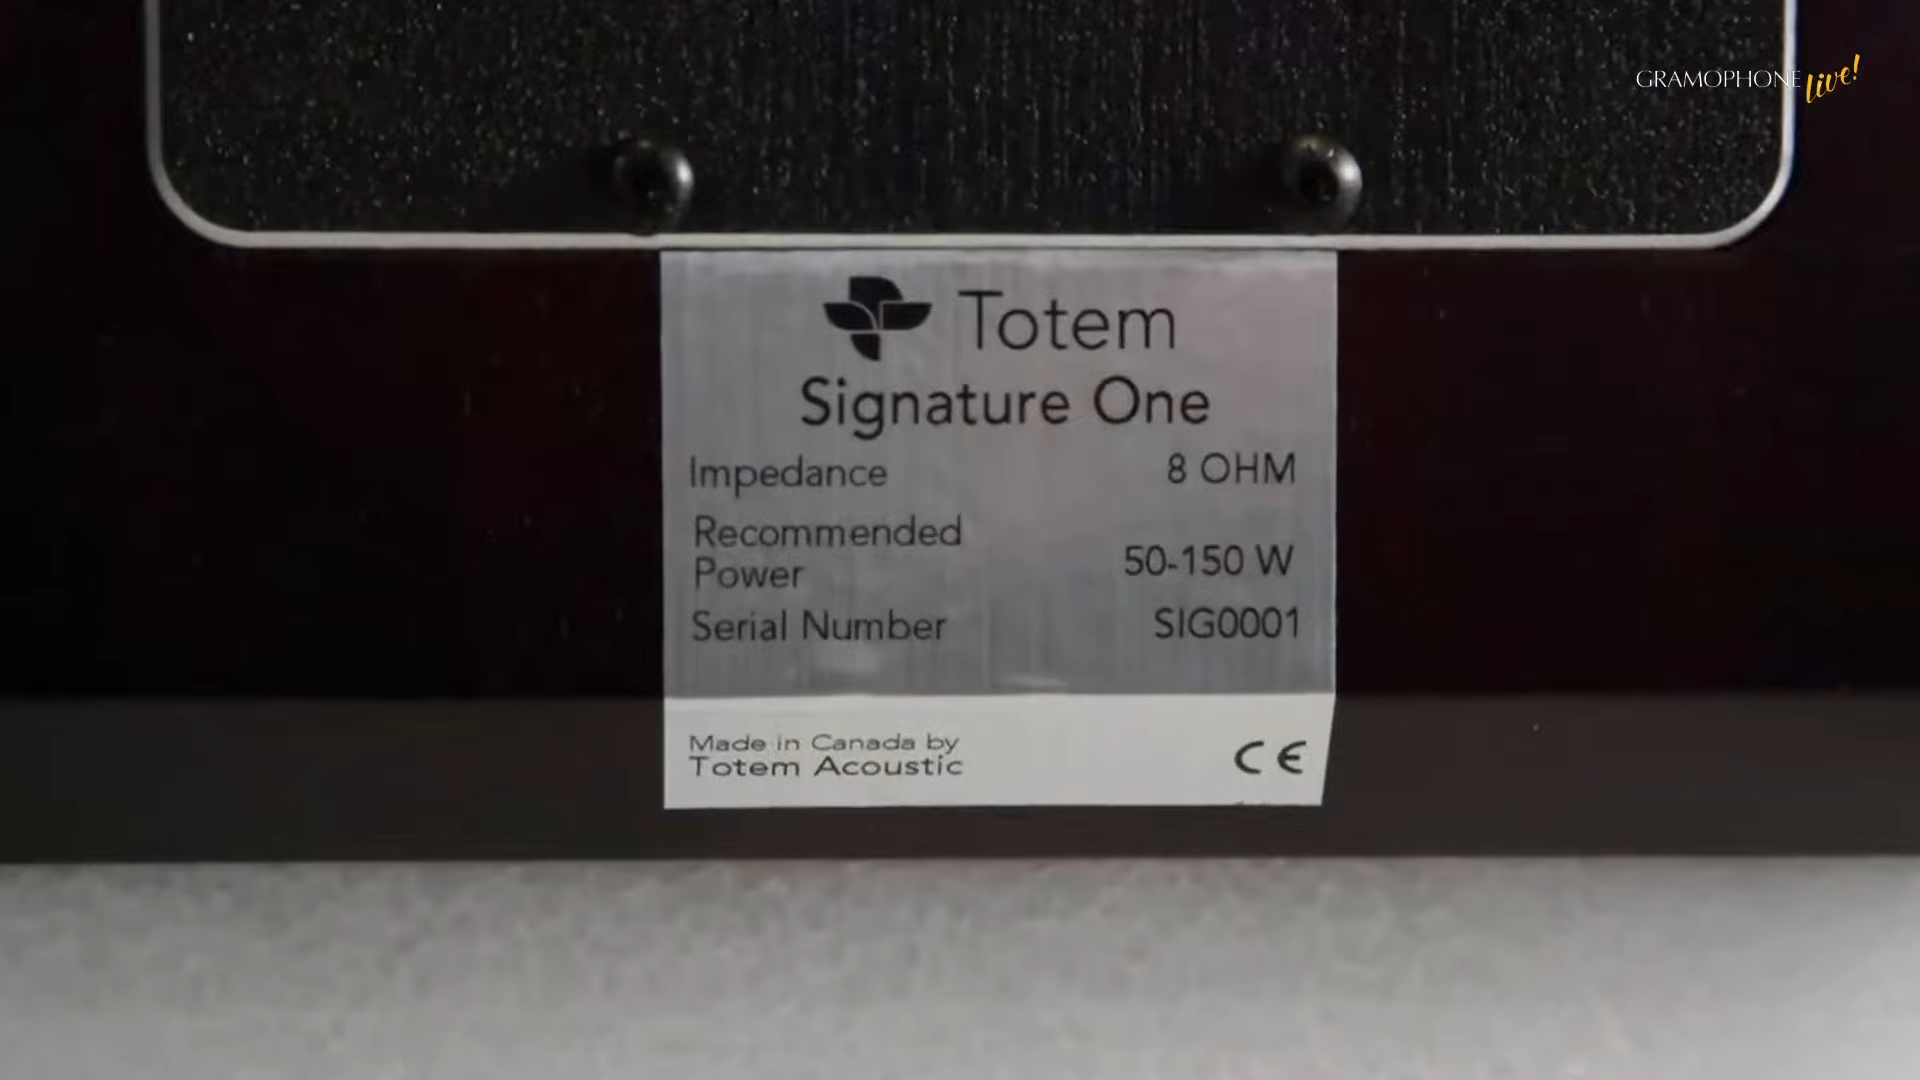 GRAMOPHONE live!
Totem
Signature One
Impedance 8 OHM
Recommended
Power 50-150 W
Serial Number SIG0001
Made in Canada by
Totem Acoustic CE